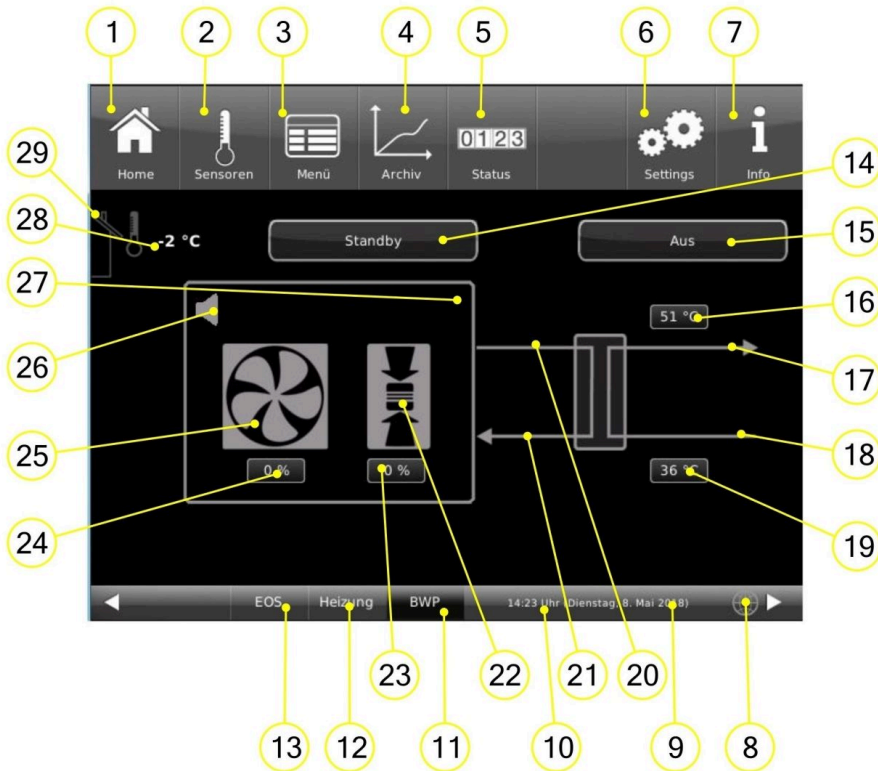 1 2 3 4 5 6 7
0123
Home Sensoren Menü Archiv Status Settings Info
29
14
28 -2 °C Standby Aus 15
27
51 °C 16
26
17
25
18
0 % 0 % 36 °C
24 19
EOS Heizung BWP 14:23 Uhr (Dienstag, 8. Mai 2018)
23 22 21 20
13 12 11 10 9 8